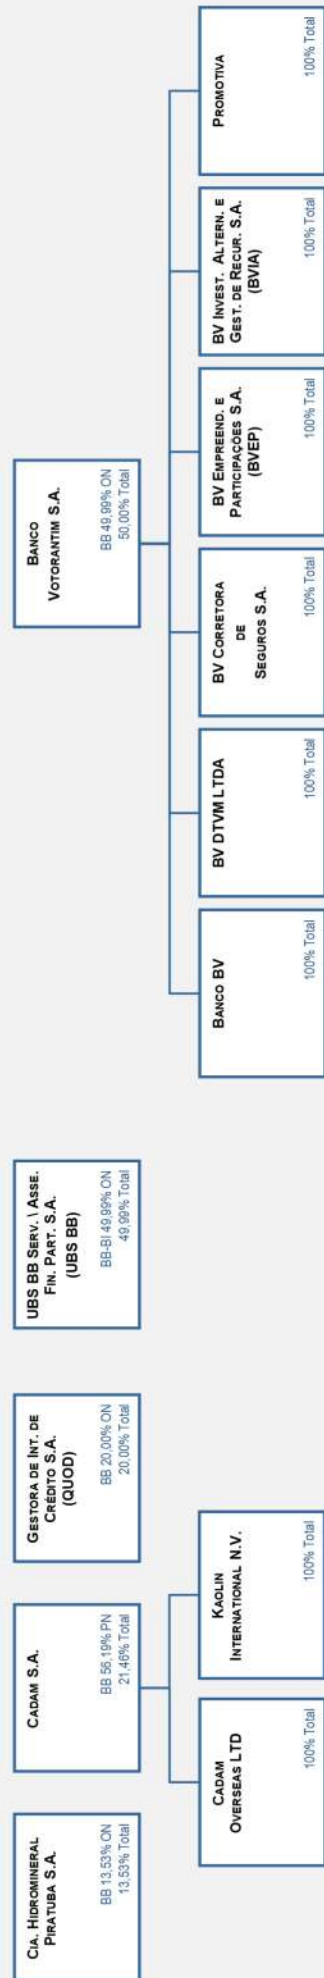 CIA. HIDROMINERAL
PIRATUBA S.A.
BB 13,53% ON
13,53% Total
CADAM S.A.
BB 56,19% PN
21,46% Total
GESTORA DE INT. DE
CRÉDITO S.A.
(QUOD)
BB 20,00% ON
20,00% Total
UBS BB SERV. \ ASSE.
FIN. PART. S.A.
(UBS BB)
BB-BI 49,99% ON
49,99% Total
BANCO
VOTORANTIM S.A.
BB 49,99% ON
50,00% Total
CADAM
OVERSEAS LTD
100% Total
KAOLIN
INTERNATIONAL N.V.
100% Total
BANCO BV
100% Total
BV DTVM LTDA
100% Total
BV CORRETORA
DE
SEGUROS S.A.
100% Total
BV EMPREEND. E
PARTICIPAÇÕES S.A.
(BVEP)
100% Total
BV INVEST. ALTERN. E
GEST. DE RECUR. S.A.
(BVIA)
100% Total
PROMOTIVA
100% Total